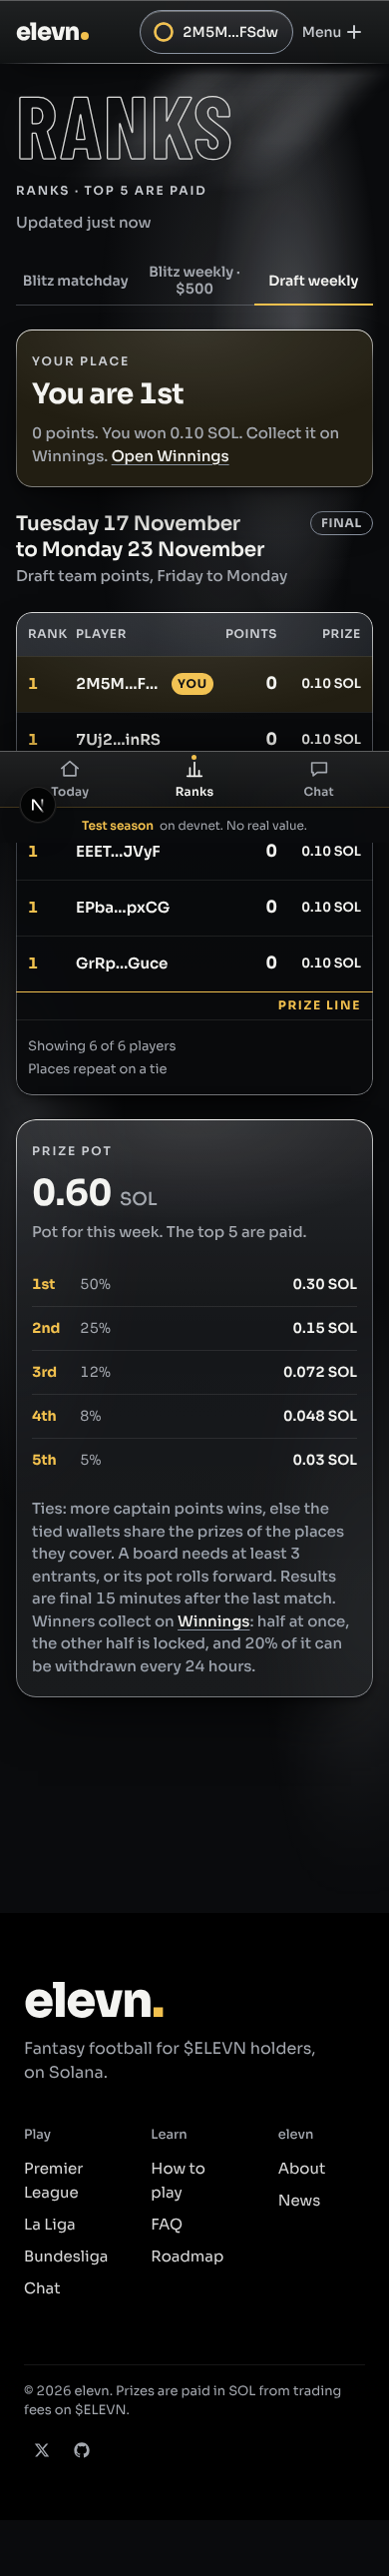 elevn.
2M5M...FSdw
Menu
RANKS
RANKS · TOP 5 ARE PAID
Updated just now
Blitz matchday
Blitz weekly ·
$500
Draft weekly
YOUR PLACE
You are 1st
0 points. You won 0.10 SOL. Collect it on
Winnings. Open Winnings
Tuesday 17 November
to Monday 23 November
FINAL
Draft team points, Friday to Monday
RANK PLAYER POINTS PRIZE
1 2M5M...F... YOU 0 0.10 SOL
1 7Uj2...inRS 0 0.10 SOL
Today
Ranks
Chat
N
Test season on devnet. No real value.
1 EEET...JVyF 0 0.10 SOL
1 EPba...pxCG 0 0.10 SOL
1 GrRp...Guce 0 0.10 SOL
PRIZE LINE
Showing 6 of 6 players
Places repeat on a tie
PRIZE POT
0.60 SOL
Pot for this week. The top 5 are paid.
1st 50% 0.30 SOL
2nd 25% 0.15 SOL
3rd 12% 0.072 SOL
4th 8% 0.048 SOL
5th 5% 0.03 SOL
Ties: more captain points wins, else the
tied wallets share the prizes of the places
they cover. A board needs at least 3
entrants, or its pot rolls forward. Results
are final 15 minutes after the last match.
Winners collect on Winnings: half at once,
the other half is locked, and 20% of it can
be withdrawn every 24 hours.
elevn.
Fantasy football for $ELEVN holders,
on Solana.
Play
Premier
League
La Liga
Bundesliga
Chat
Learn
How to
play
FAQ
Roadmap
elevn
About
News
© 2026 elevn. Prizes are paid in SOL from trading
fees on $ELEVN.